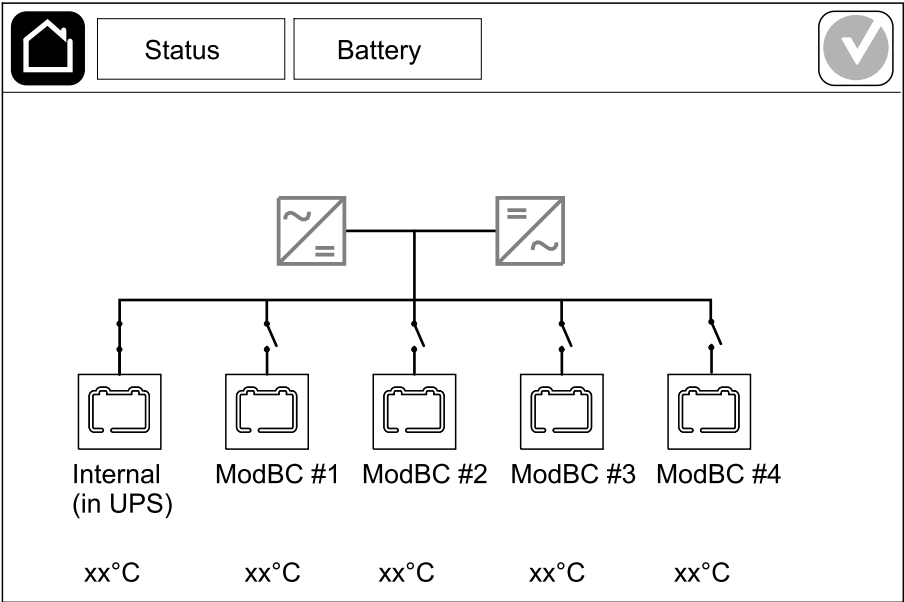 Status
Battery
Internal
(in UPS)
ModBC #1
ModBC #2
ModBC #3
ModBC #4
xx°C
xx°C
xx°C
xx°C
xx°C